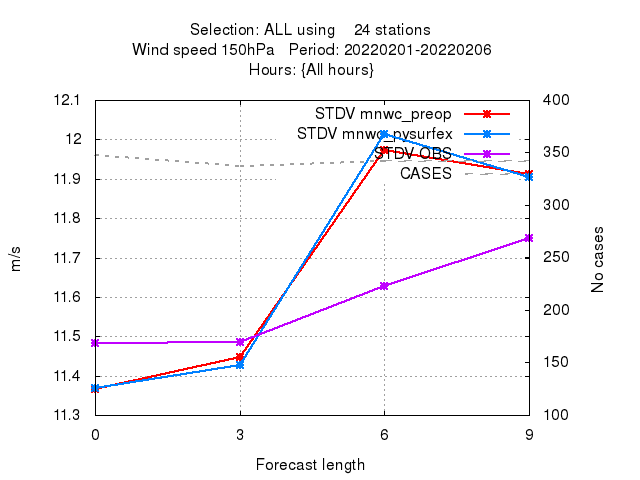 Selection: ALL using    24 stations
Wind speed 150hPa   Period: 20220201-20220206
Hours: {All hours}
12.1
12
11.9
11.8
11.7
11.6
11.5
11.4
11.3
m/s
STDV mnwc_preop
STDV mnwc_pysurfex
STDV OBS
CASES
400
350
300
250
200
150
100
No cases
0 3 6 9
Forecast length